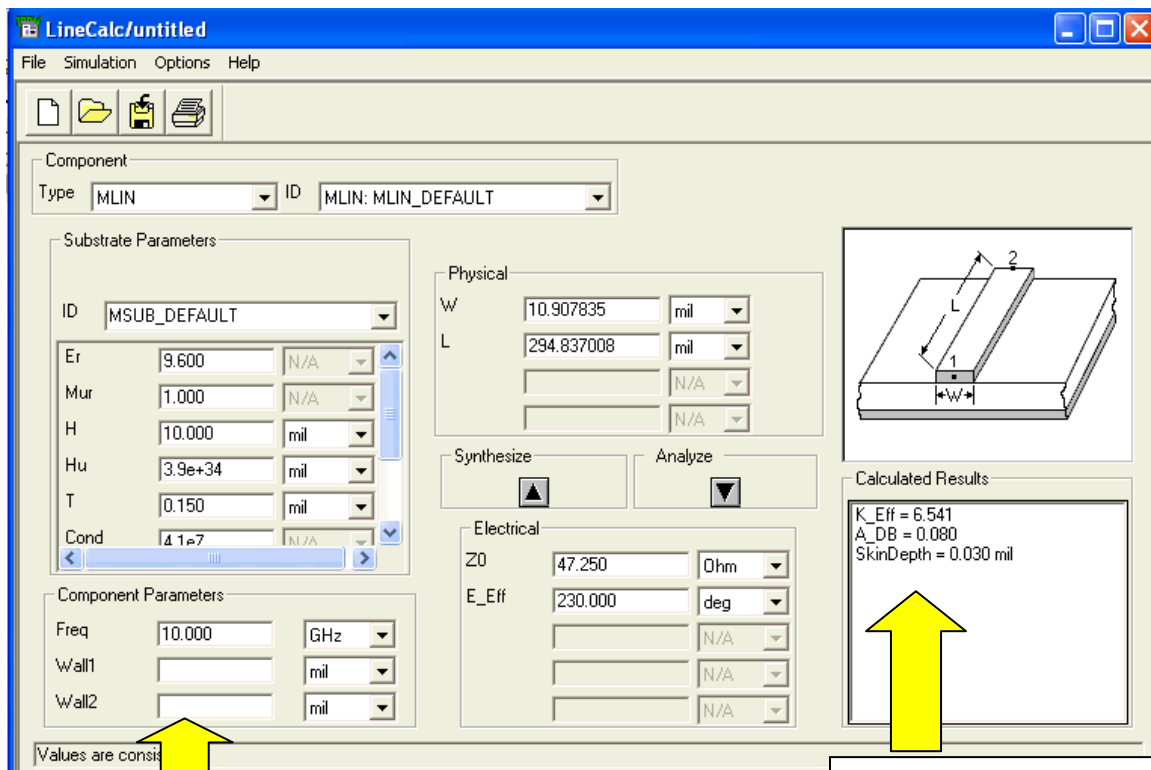 LineCalc/untitled
File Simulation Options Help
Component
Type MLIN ID MLIN: MLIN_DEFAULT
Substrate Parameters
ID MSUB_DEFAULT
Er 9.600 N/A
Mur 1.000 N/A
H 10.000 mil
Hu 3.9e+34 mil
T 0.150 mil
Cond 4.1e7 N/A
Component Parameters
Freq 10.000 GHz
Wall1 mil
Wall2 mil
Physical
W 10.907835 mil
L 294.837008 mil
N/A
N/A
Synthesize Analyze
Electrical
Z0 47.250 Ohm
E_Eff 230.000 deg
N/A
N/A
N/A
2
L
1
W
Calculated Results
K_Eff = 6.541
A_DB = 0.080
SkinDepth = 0.030 mil
Values are